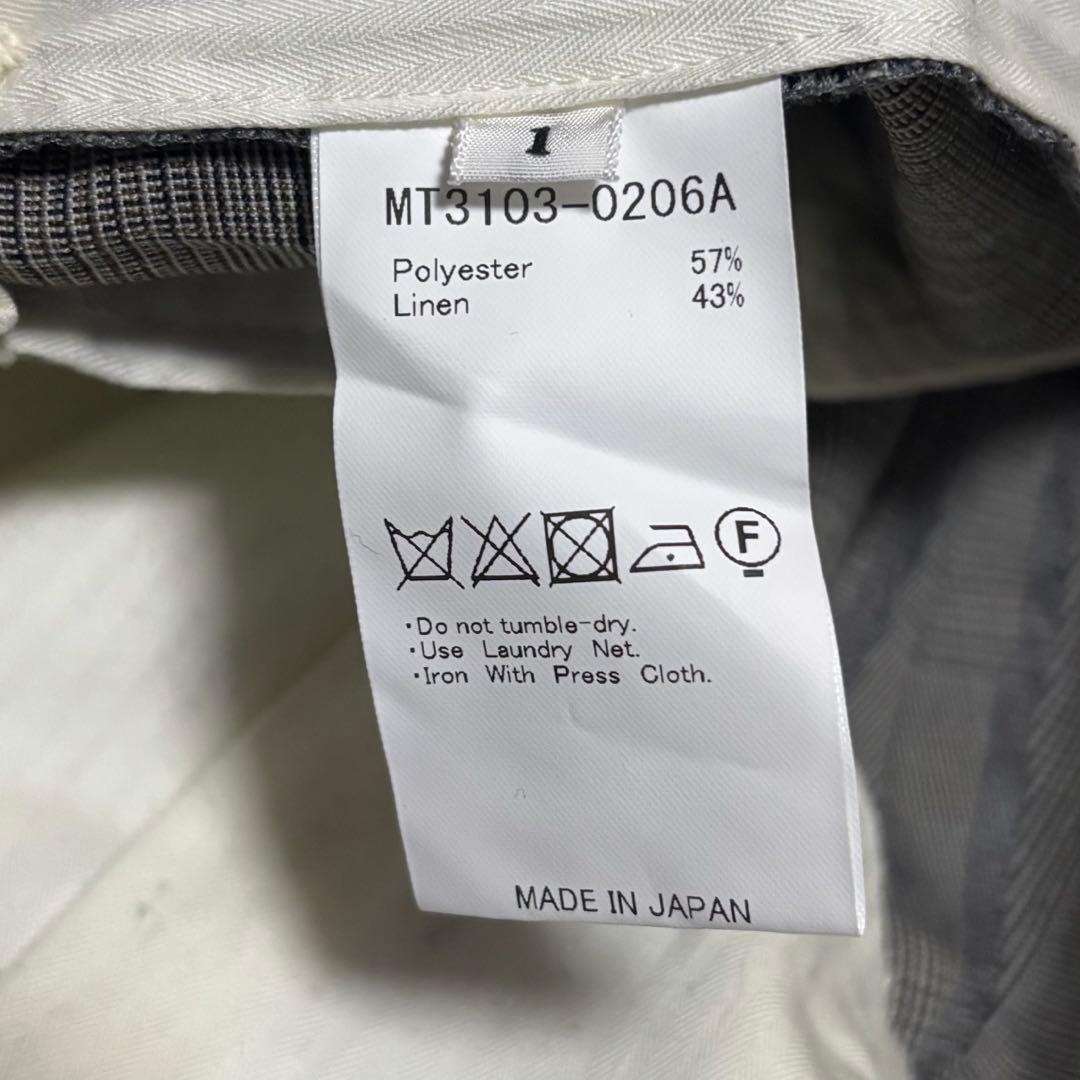 1
MT3103-0206A
Polyester 57%
Linen 43%
F
・Do not tumble-dry.
・Use Laundry Net.
・Iron With Press Cloth.
MADE IN JAPAN